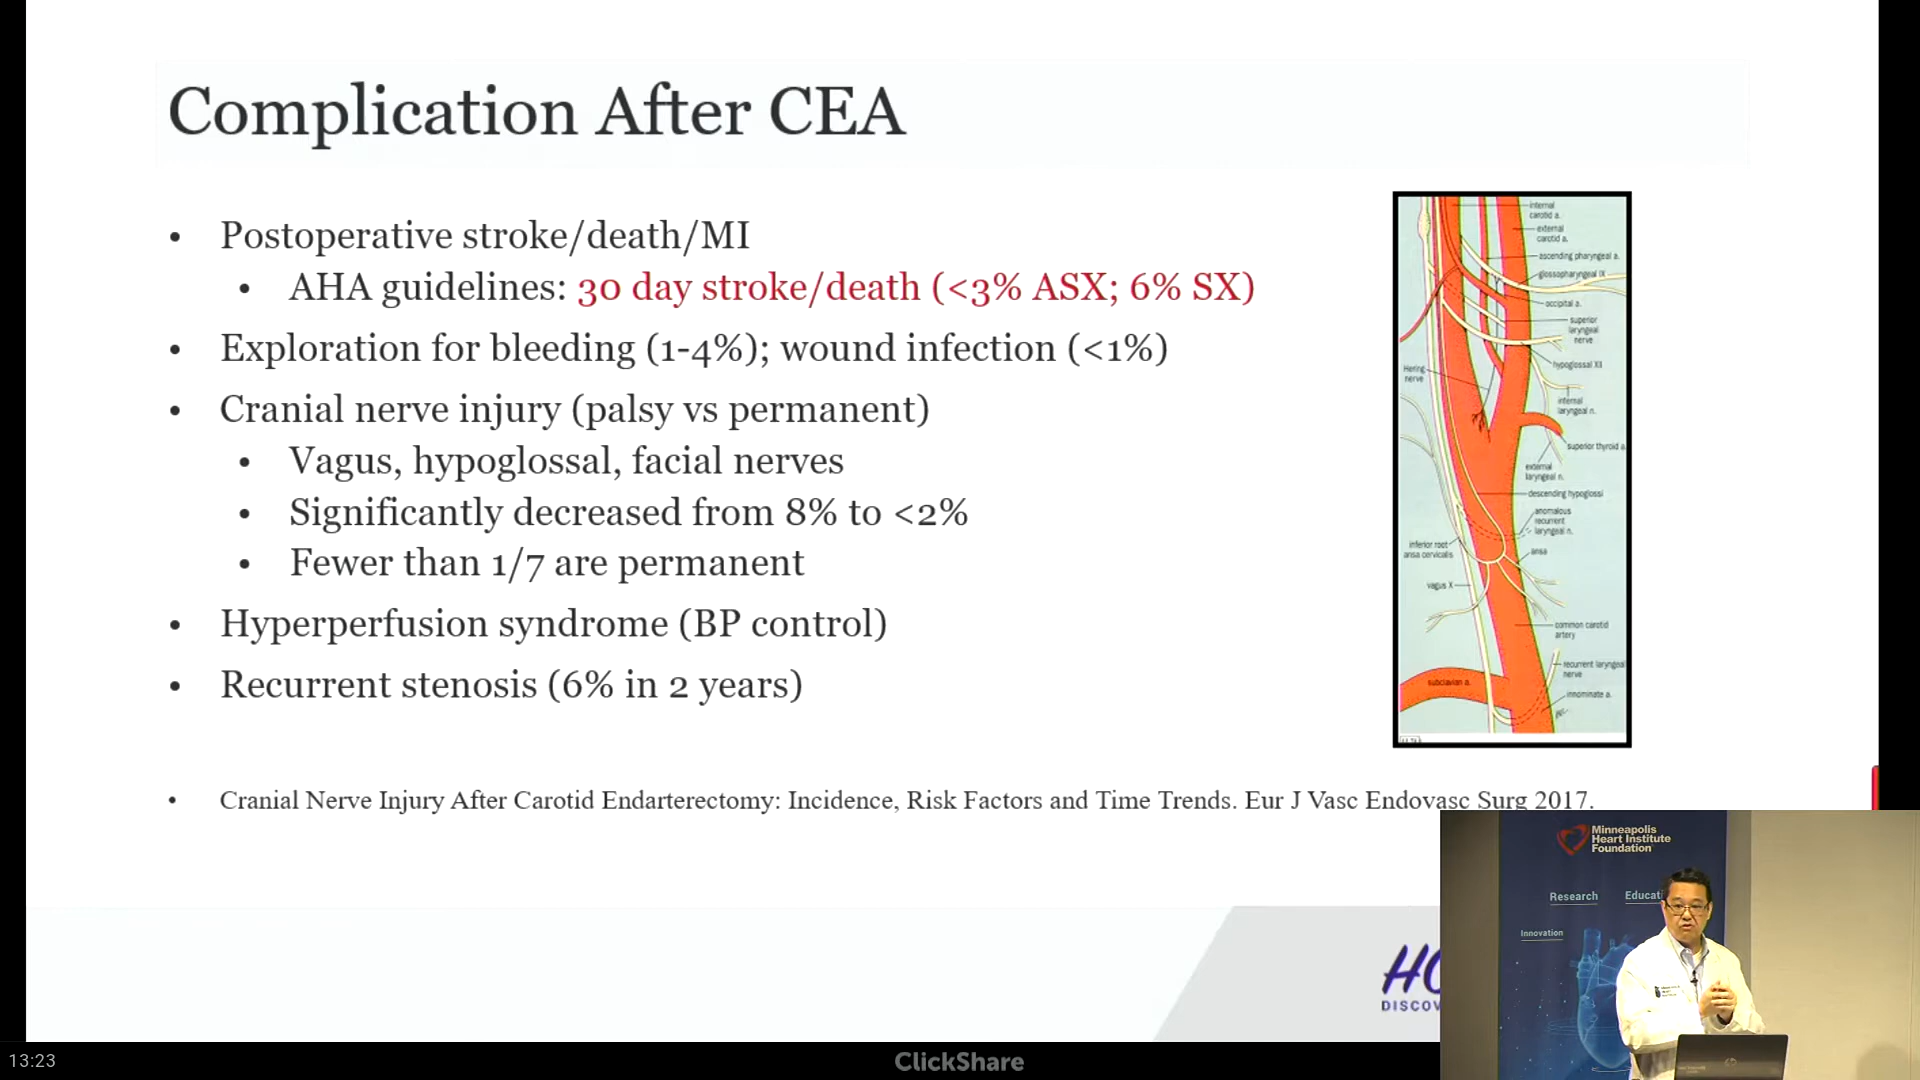 Complication After CEA
• Postoperative stroke/death/MI
• AHA guidelines: 30 day stroke/death (<3% ASX; 6% SX)
• Exploration for bleeding (1-4%); wound infection (<1%)
• Cranial nerve injury (palsy vs permanent)
• Vagus, hypoglossal, facial nerves
• Significantly decreased from 8% to <2%
• Fewer than 1/7 are permanent
• Hyperperfusion syndrome (BP control)
• Recurrent stenosis (6% in 2 years)
• Cranial Nerve Injury After Carotid Endarterectomy: Incidence, Risk Factors and Time Trends. Eur J Vasc Endovasc Surg 2017.
internal
carotid a.
external
carotid a.
ascending pharyngeal a.
glossopharyngeal IX
occipital a.
superior
laryngeal
nerve
hypoglossal XII
Hering
nerve
internal
laryngeal n.
superior thyroid a
external
laryngeal n.
descending hypoglossi
anomalous
recurrent
laryngeal n.
inferior root
ansa cervicalis
ansa
vagus X
common carotid
artery
recurrent laryngeal
nerve
subclavian a.
innominate a.
Minneapolis
Heart Institute
Foundation
Research
Educati
Innovation
HO
DISCOV
13:23
ClickShare